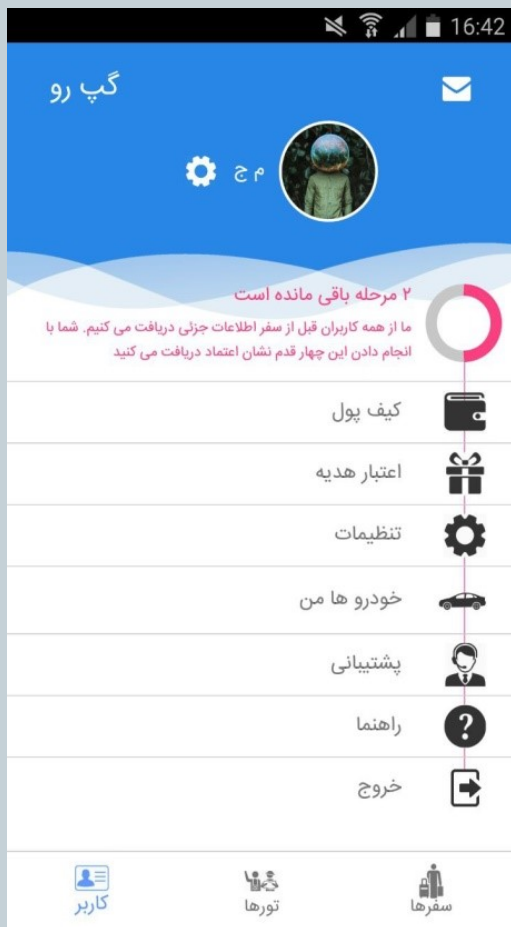 16:42
گپ رو
م ج
۲ مرحله باقی مانده است
ما از همه کاربران قبل از سفر اطلاعات جزئی دریافت می کنیم. شما با
انجام دادن این چهار قدم نشان اعتماد دریافت می کنید
کیف پول
اعتبار هدیه
تنظیمات
خودرو ها من
پشتیبانی
راهنما
خروج
سفرها
تورها
کاربر